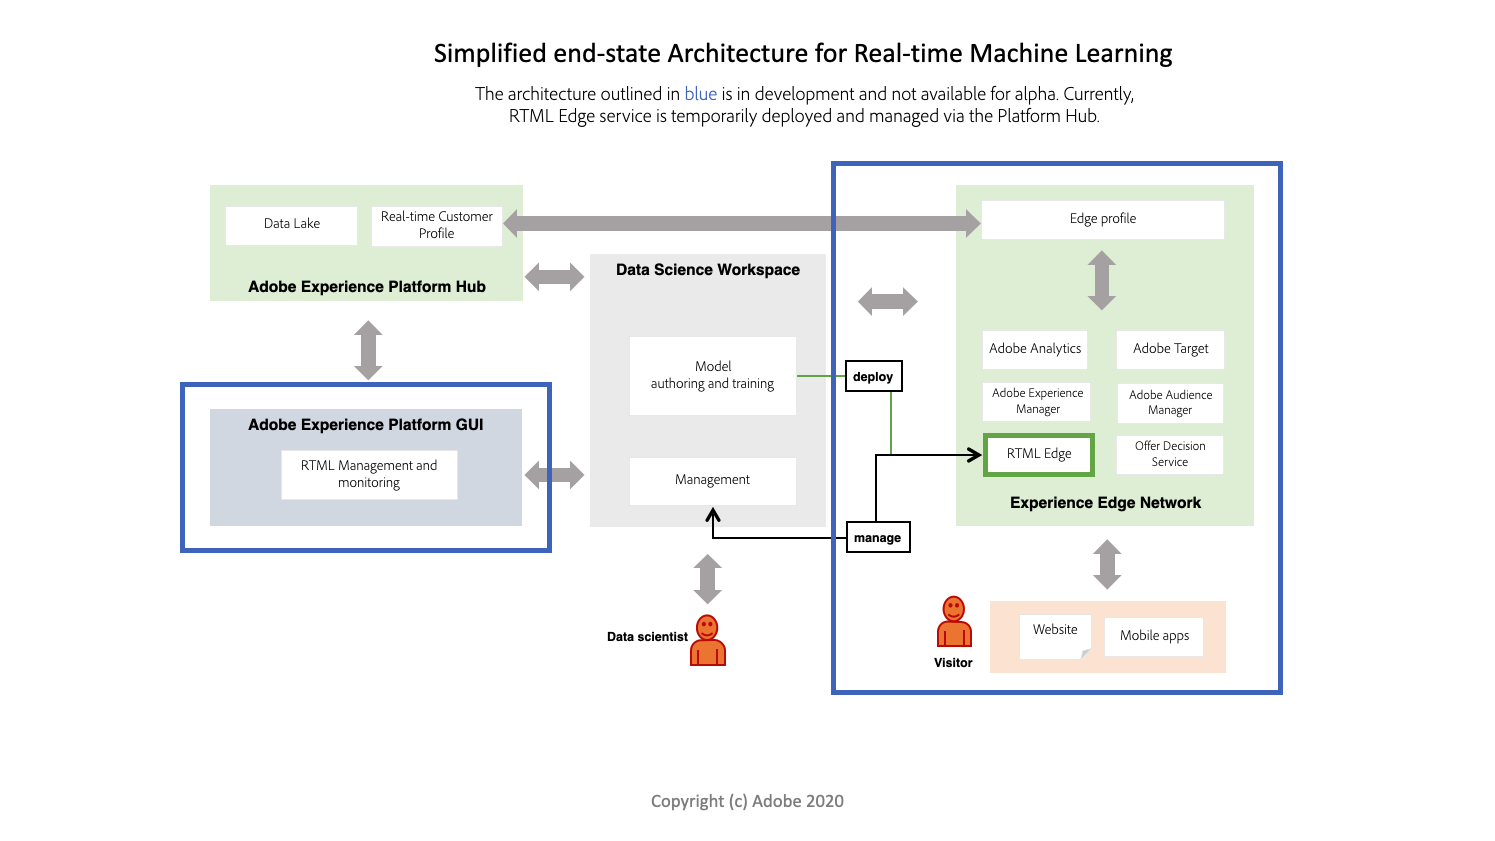 Simplified end-state Architecture for Real-time Machine Learning
The architecture outlined in blue is in development and not available for alpha. Currently,
RTML Edge service is temporarily deployed and managed via the Platform Hub.
Data Lake
Real-time Customer
Profile
Adobe Experience Platform Hub
Data Science Workspace
Model
authoring and training
Management
Adobe Experience Platform GUI
RTML Management and
monitoring
deploy
manage
Edge profile
Adobe Analytics
Adobe Target
Adobe Experience
Manager
Adobe Audience
Manager
RTML Edge
Offer Decision
Service
Experience Edge Network
Data scientist
Visitor
Website
Mobile apps
Copyright (c) Adobe 2020